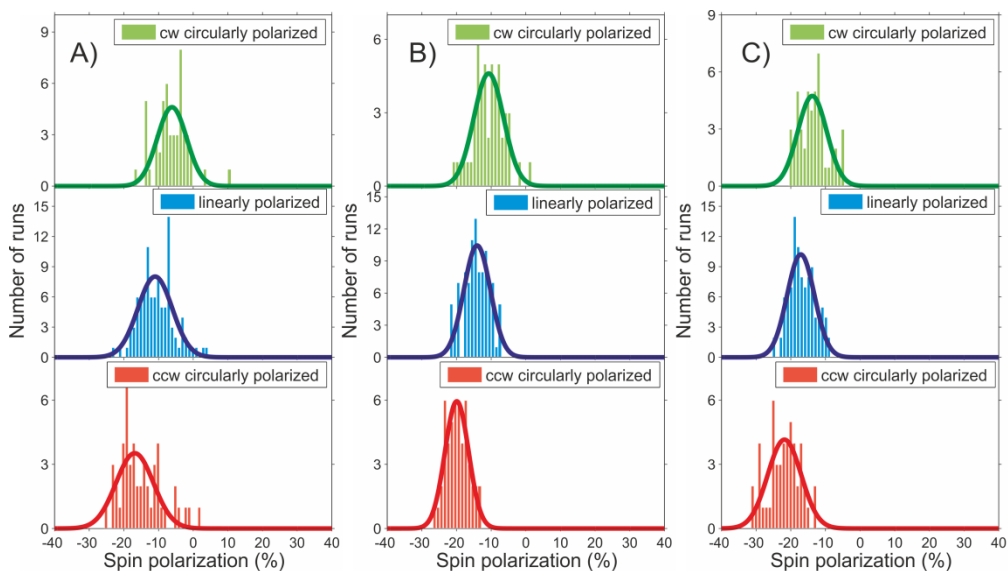 A)
cw circularly polarized
9
6
3
0
linearly polarized
15
12
9
6
3
0
ccw circularly polarized
6
3
0
-40 -30 -20 -10 0 10 20 30 40
Spin polarization (%)
Number of runs
B)
cw circularly polarized
6
3
0
linearly polarized
15
12
9
6
3
0
ccw circularly polarized
6
3
0
-40 -30 -20 -10 0 10 20 30 40
Spin polarization (%)
Number of runs
C)
cw circularly polarized
9
6
3
0
linearly polarized
15
12
9
6
3
0
ccw circularly polarized
6
3
0
-40 -30 -20 -10 0 10 20 30 40
Spin polarization (%)
Number of runs